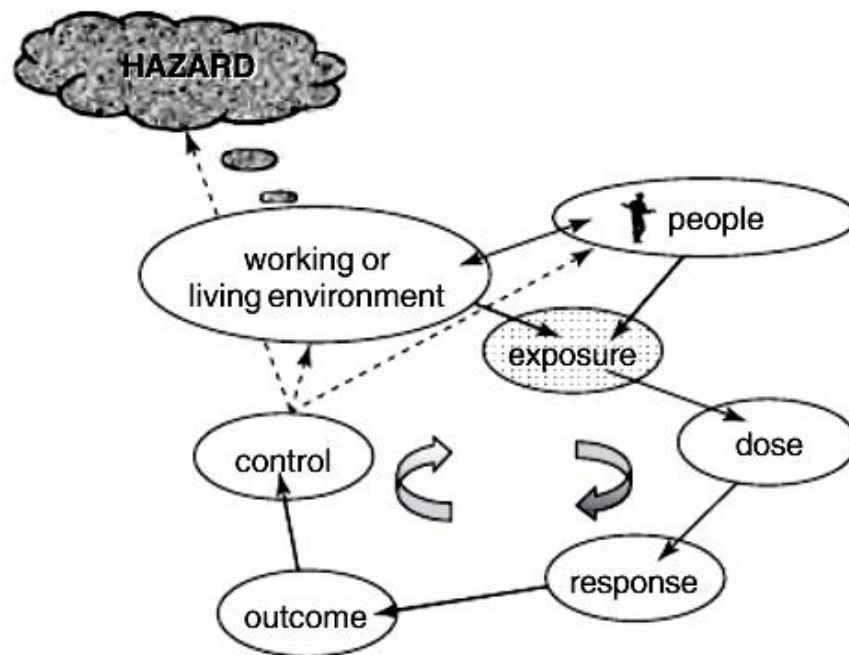 HAZARD
people
working or
living environment
exposure
dose
control
response
outcome